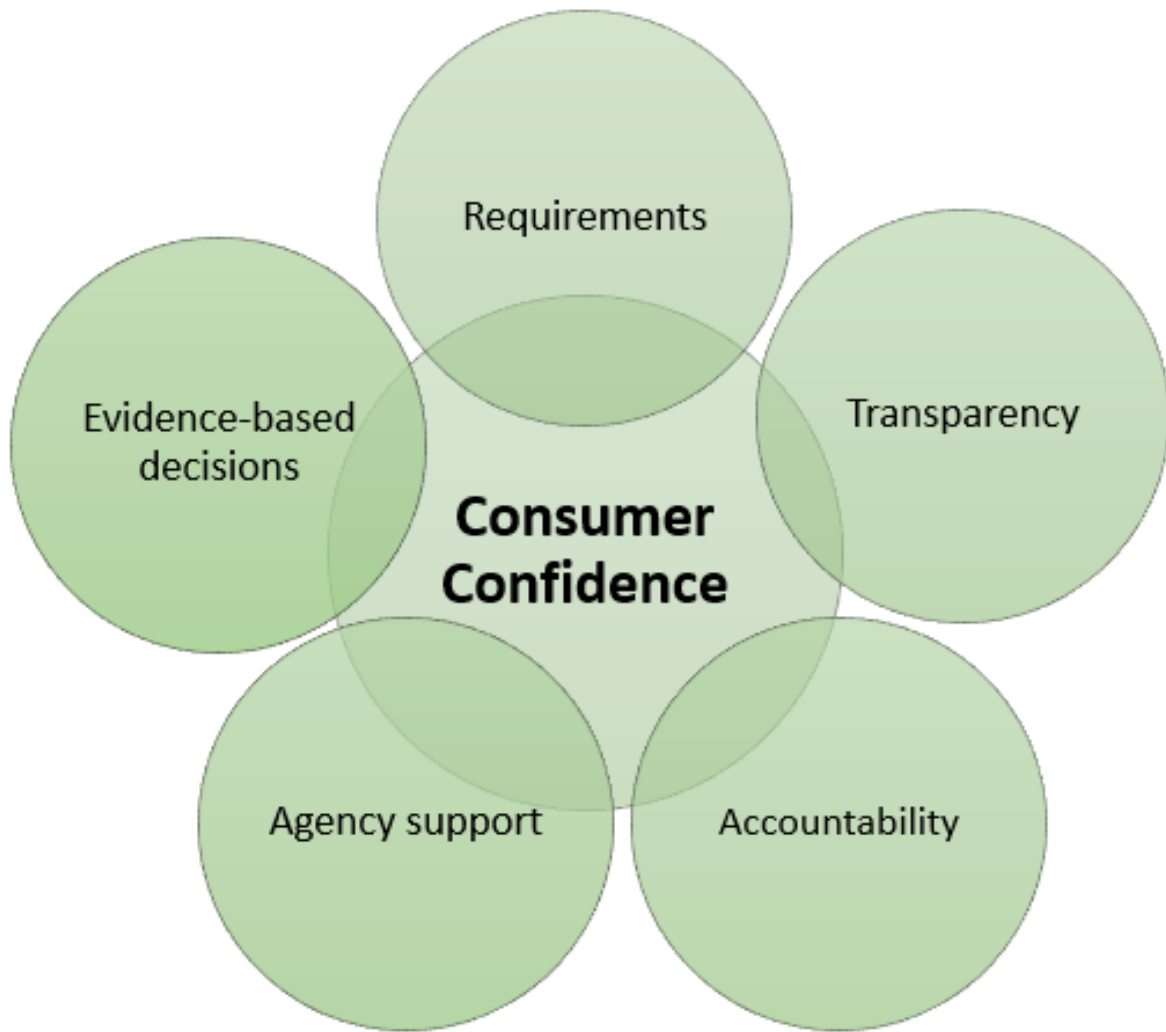 Requirements
Transparency
Evidence-based
decisions
Consumer
Confidence
Agency support
Accountability